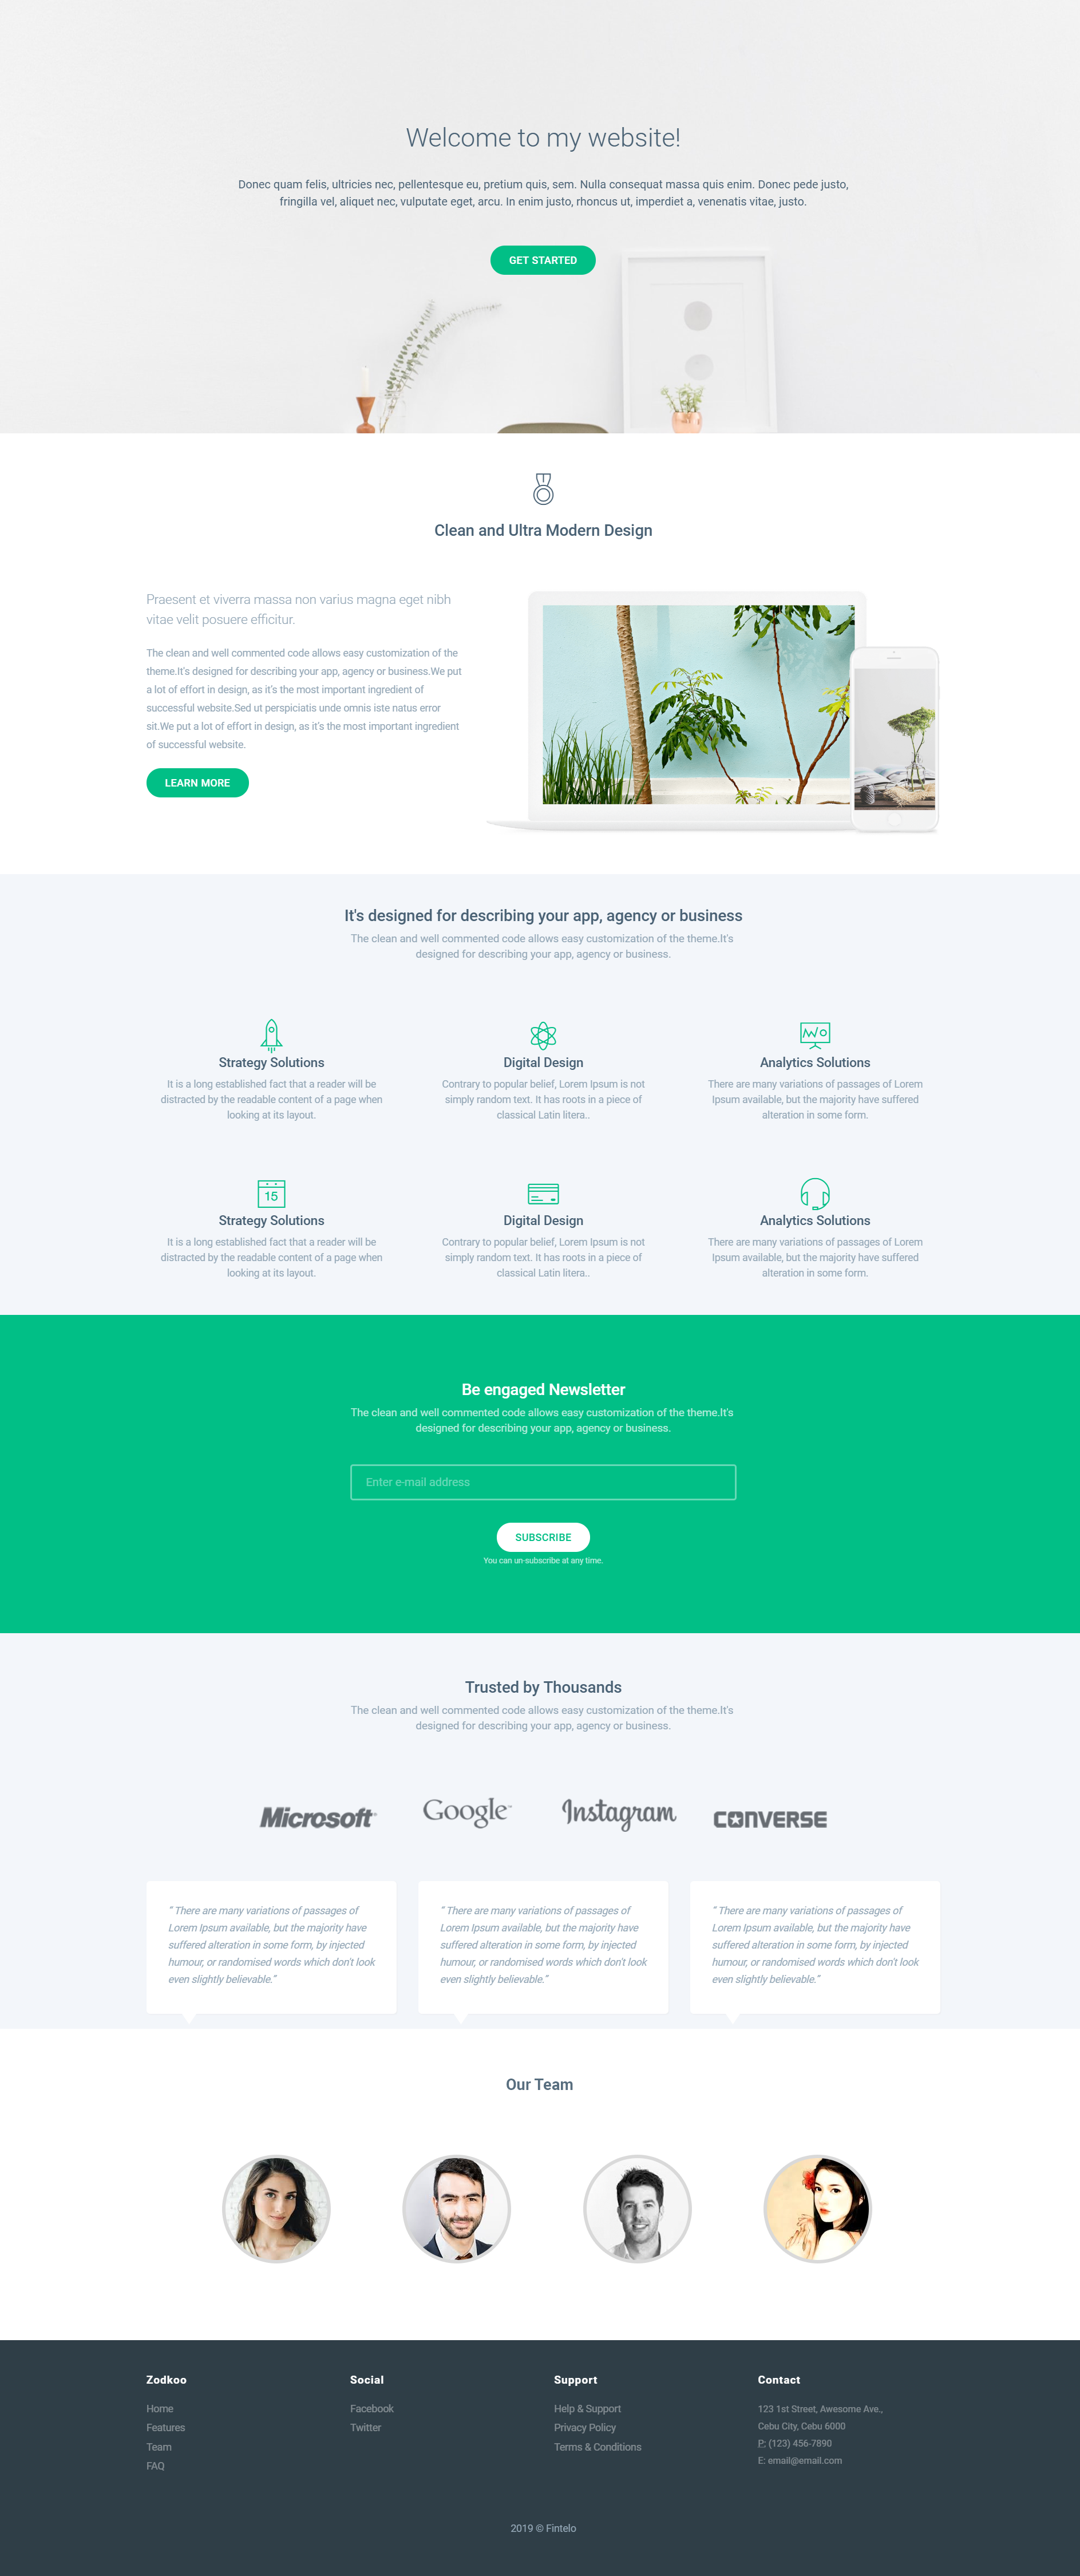 Welcome to my website!
Donec quam felis, ultricies nec, pellentesque eu, pretium quis, sem. Nulla consequat massa quis enim. Donec pede justo,
fringilla vel, aliquet nec, vulputate eget, arcu. In enim justo, rhoncus ut, imperdiet a, venenatis vitae, justo.
GET STARTED
Clean and Ultra Modern Design
Praesent et viverra massa non varius magna eget nibh
vitae velit posuere efficitur.
The clean and well commented code allows easy customization of the
theme.It's designed for describing your app, agency or business.We put
a lot of effort in design, as it's the most important ingredient of
successful website.Sed ut perspiciatis unde omnis iste natus error
sit.We put a lot of effort in design, as it's the most important ingredient
of successful website.
LEARN MORE
It's designed for describing your app, agency or business
The clean and well commented code allows easy customization of the theme.It's
designed for describing your app, agency or business.
Strategy Solutions
It is a long established fact that a reader will be
distracted by the readable content of a page when
looking at its layout.
Digital Design
Contrary to popular belief, Lorem Ipsum is not
simply random text. It has roots in a piece of
classical Latin litera..
Analytics Solutions
There are many variations of passages of Lorem
Ipsum available, but the majority have suffered
alteration in some form.
15
Strategy Solutions
It is a long established fact that a reader will be
distracted by the readable content of a page when
looking at its layout.
Digital Design
Contrary to popular belief, Lorem Ipsum is not
simply random text. It has roots in a piece of
classical Latin litera..
Analytics Solutions
There are many variations of passages of Lorem
Ipsum available, but the majority have suffered
alteration in some form.
Be engaged Newsletter
The clean and well commented code allows easy customization of the theme.It's
designed for describing your app, agency or business.
Enter e-mail address
SUBSCRIBE
You can un-subscribe at any time.
Trusted by Thousands
The clean and well commented code allows easy customization of the theme.It's
designed for describing your app, agency or business.
Microsoft
Google™
Instagram
CONVERSE
" There are many variations of passages of
Lorem Ipsum available, but the majority have
suffered alteration in some form, by injected
humour, or randomised words which don't look
even slightly believable."
" There are many variations of passages of
Lorem Ipsum available, but the majority have
suffered alteration in some form, by injected
humour, or randomised words which don't look
even slightly believable."
" There are many variations of passages of
Lorem Ipsum available, but the majority have
suffered alteration in some form, by injected
humour, or randomised words which don't look
even slightly believable."
Our Team
Zodkoo
Home
Features
Team
FAQ
Social
Facebook
Twitter
Support
Help & Support
Privacy Policy
Terms & Conditions
Contact
123 1st Street, Awesome Ave.,
Cebu City, Cebu 6000
P: (123) 456-7890
E: email@email.com
2019 © Fintelo